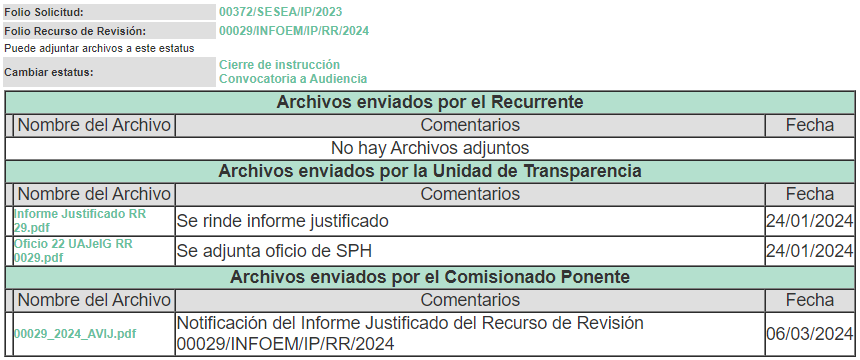 Folio Solicitud: 00372/SESEA/IP/2023
Folio Recurso de Revisión: 00029/INFOEM/IP/RR/2024
Puede adjuntar archivos a este estatus
Cambiar estatus: Cierre de instrucción
Convocatoria a Audiencia
Archivos enviados por el Recurrente
Nombre del Archivo Comentarios Fecha
No hay Archivos adjuntos
Archivos enviados por la Unidad de Transparencia
Nombre del Archivo Comentarios Fecha
Informe Justificado RR
29.pdf Se rinde informe justificado 24/01/2024
Oficio 22 UAJeIG RR
0029.pdf Se adjunta oficio de SPH 24/01/2024
Archivos enviados por el Comisionado Ponente
Nombre del Archivo Comentarios Fecha
00029_2024_AVIJ.pdf Notificación del Informe Justificado del Recurso de Revisión
00029/INFOEM/IP/RR/2024 06/03/2024